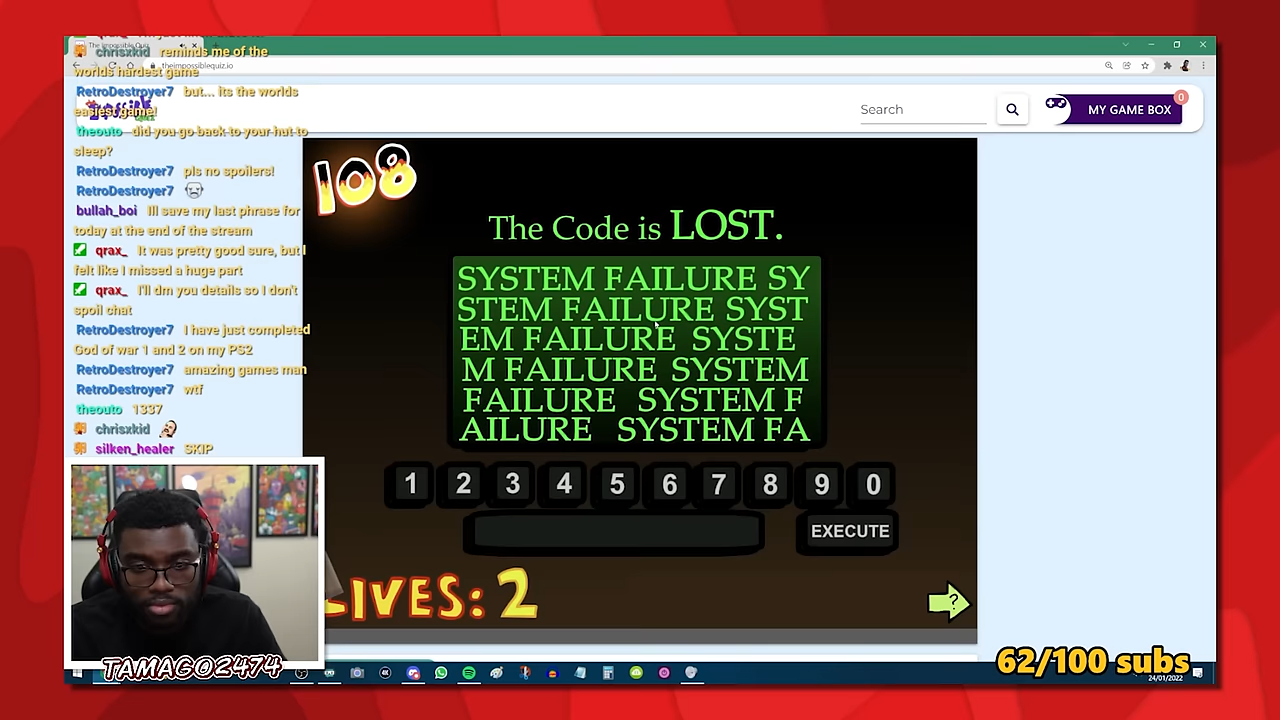 chrisxkid reminds me of the
theimpossiblequiz.io
worlds hardest game
RetroDestroyer7 but... its the worlds
easiest game!
theouto did you go back to your hut to
sleep?
RetroDestroyer7 pls no spoilers!
RetroDestroyer7
bullah_boi Ill save my last phrase for
today at the end of the stream
qrax_ It was pretty good sure, but I
felt like I missed a huge part
qrax_ I'll dm you details so I don't
spoil chat
RetroDestroyer7 I have just completed
God of war 1 and 2 on my PS2
RetroDestroyer7 amazing games man
RetroDestroyer7 wtf
theouto 1337
chrisxkid
silken_healer SKIP
Search
MY GAME BOX
0
108
The Code is LOST.
SYSTEM FAILURE SY
STEM FAILURE SYST
EM FAILURE SYSTE
M FAILURE SYSTEM
FAILURE SYSTEM F
AILURE SYSTEM FA
1 2 3 4 5 6 7 8 9 0
EXECUTE
LIVES: 2
?
TAMAGO2474
62/100 subs
24/01/2022